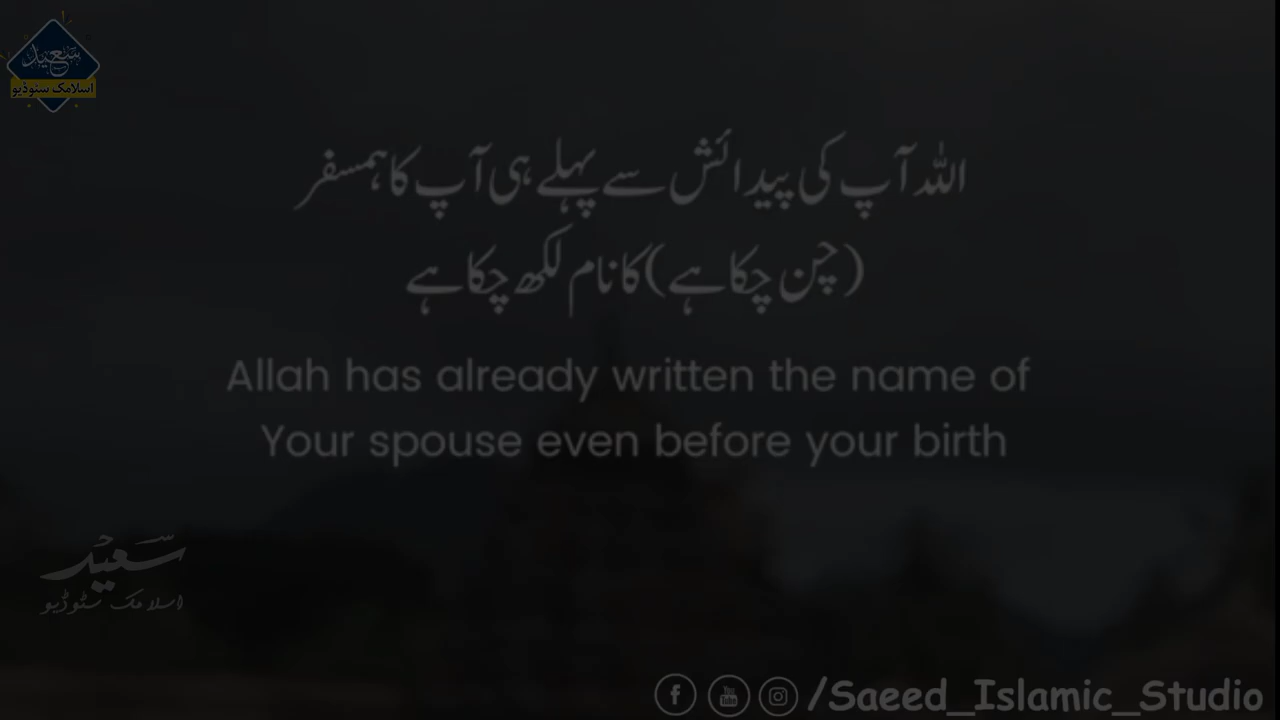 سعید
اسلامک سٹوڈیو
اللہ آپ کی پیدائش سے پہلے ہی آپ کا ہمسفر
(چن چکا ہے) کا نام لکھ چکا ہے
Allah has already written the name of
Your spouse even before your birth
سعید
اسلامک سٹوڈیو
/Saeed_Islamic_Studio